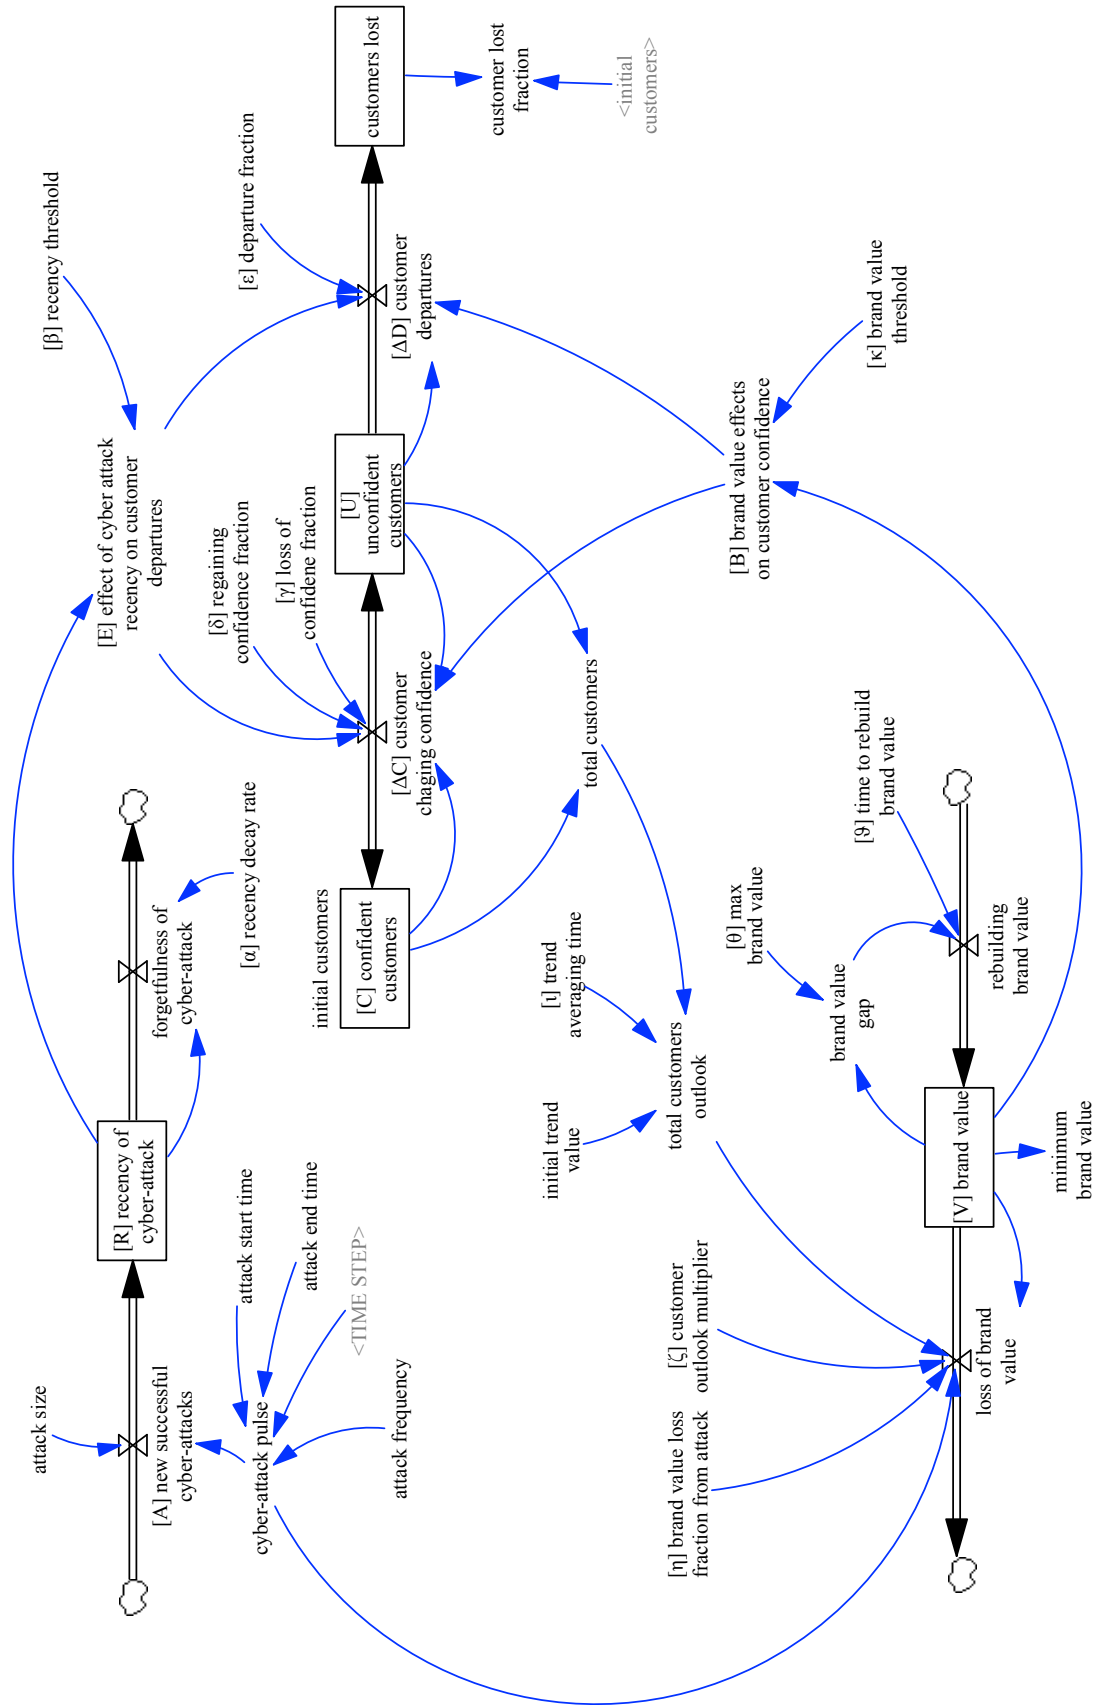 attack size
[A] new successful
cyber-attacks
cyber-attack pulse
attack start time
attack end time
<TIME STEP>
attack frequency
[R] recency of
cyber-attack
forgetfulness of
cyber-attack
[α] recency decay rate
[E] effect of cyber attack
recency on customer
departures
[β] recency threshold
[δ] regaining
confidence fraction
[γ] loss of
confidene fraction
[ε] departure fraction
initial customers
[C] confident
customers
[ΔC] customer
chaging confidence
[U]
unconfident
customers
[ΔD] customer
departures
customers lost
customer lost
fraction
<initial
customers>
total customers
initial trend
value
[ι] trend
averaging time
total customers
outlook
[B] brand value effects
on customer confidence
[κ] brand value
threshold
[η] brand value loss
fraction from attack
[ζ] customer
outlook multiplier
[θ] max
brand value
brand value
gap
[ϑ] time to rebuild
brand value
loss of brand
value
[V] brand value
rebuilding
brand value
minimum
brand value